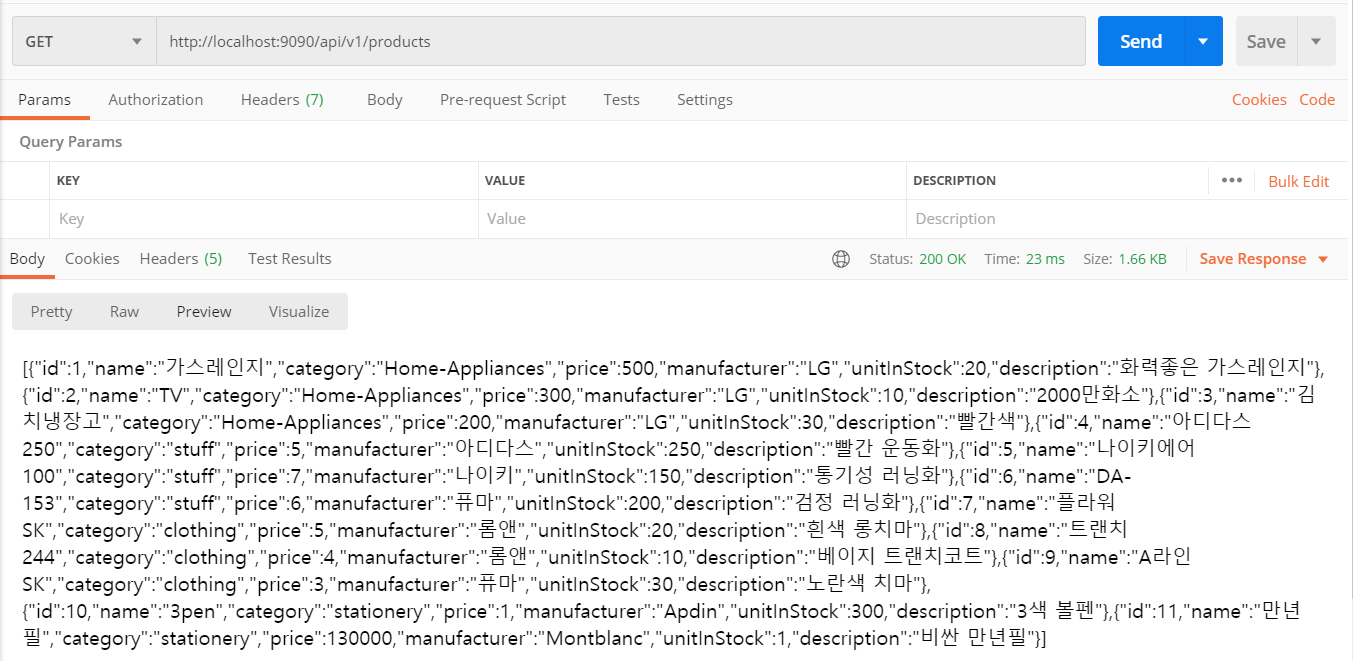 GET http://localhost:9090/api/v1/products Send Save
Params Authorization Headers (7) Body Pre-request Script Tests Settings Cookies Code
Query Params
KEY VALUE DESCRIPTION ••• Bulk Edit
Key Value Description
Body Cookies Headers (5) Test Results Status: 200 OK Time: 23 ms Size: 1.66 KB Save Response
Pretty Raw Preview Visualize
[{"id":1,"name":"가스레인지","category":"Home-Appliances","price":500,"manufacturer":"LG","unitInStock":20,"description":"화력좋은 가스레인지"},
{"id":2,"name":"TV","category":"Home-Appliances","price":300,"manufacturer":"LG","unitInStock":10,"description":"2000만화소"},{"id":3,"name":"김
치냉장고","category":"Home-Appliances","price":200,"manufacturer":"LG","unitInStock":30,"description":"빨간색"},{"id":4,"name":"아디다스
250","category":"stuff","price":5,"manufacturer":"아디다스","unitInStock":250,"description":"빨간 운동화"},{"id":5,"name":"나이키에어
100","category":"stuff","price":7,"manufacturer":"나이키","unitInStock":150,"description":"통기성 러닝화"},{"id":6,"name":"DA-
153","category":"stuff","price":6,"manufacturer":"퓨마","unitInStock":200,"description":"검정 러닝화"},{"id":7,"name":"플라워
SK","category":"clothing","price":5,"manufacturer":"롬앤","unitInStock":20,"description":"흰색 롱치마"},{"id":8,"name":"트랜치
244","category":"clothing","price":4,"manufacturer":"롬앤","unitInStock":10,"description":"베이지 트랜치코트"},{"id":9,"name":"A라인
SK","category":"clothing","price":3,"manufacturer":"퓨마","unitInStock":30,"description":"노란색 치마"},
{"id":10,"name":"3pen","category":"stationery","price":1,"manufacturer":"Apdin","unitInStock":300,"description":"3색 볼펜"},{"id":11,"name":"만년
필","category":"stationery","price":130000,"manufacturer":"Montblanc","unitInStock":1,"description":"비싼 만년필"}]